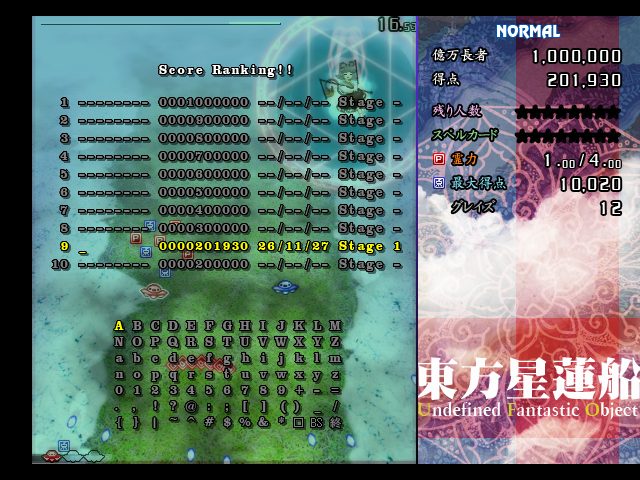 16.53
Score Ranking!!
1 -------- 0001000000 --/--/-- Stage -
2 -------- 0000900000 --/--/-- Stage -
3 -------- 0000800000 --/--/-- Stage -
4 -------- 0000700000 --/--/-- Stage -
5 -------- 0000600000 --/--/-- Stage -
6 -------- 0000500000 --/--/-- Stage -
7 -------- 0000400000 --/--/-- Stage -
8 -------- 0000300000 --/--/-- Stage -
9 _ 0000201930 26/11/27 Stage 1
10 -------- 0000200000 --/--/-- Stage -
A B C D E F G H I J K L M
N O P Q R S T U V W X Y Z
a b c d e f g h i j k l m
n o p q r s t u v w x y z
0 1 2 3 4 5 6 7 8 9 + - =
. , ! ? @ : ; [ ] ( ) _ /
{ } | ~ ^ # $ % & * 口 BS 終
NORMAL
億万長者 1,000,000
得点 201,930
残り人数 ★★★★★★★★
スペルカード ★★★★★★★★
P 霊力 1.00/4.00
点 最大得点 10,020
グレイズ 12
東方星蓮船
Undefined Fantastic Object